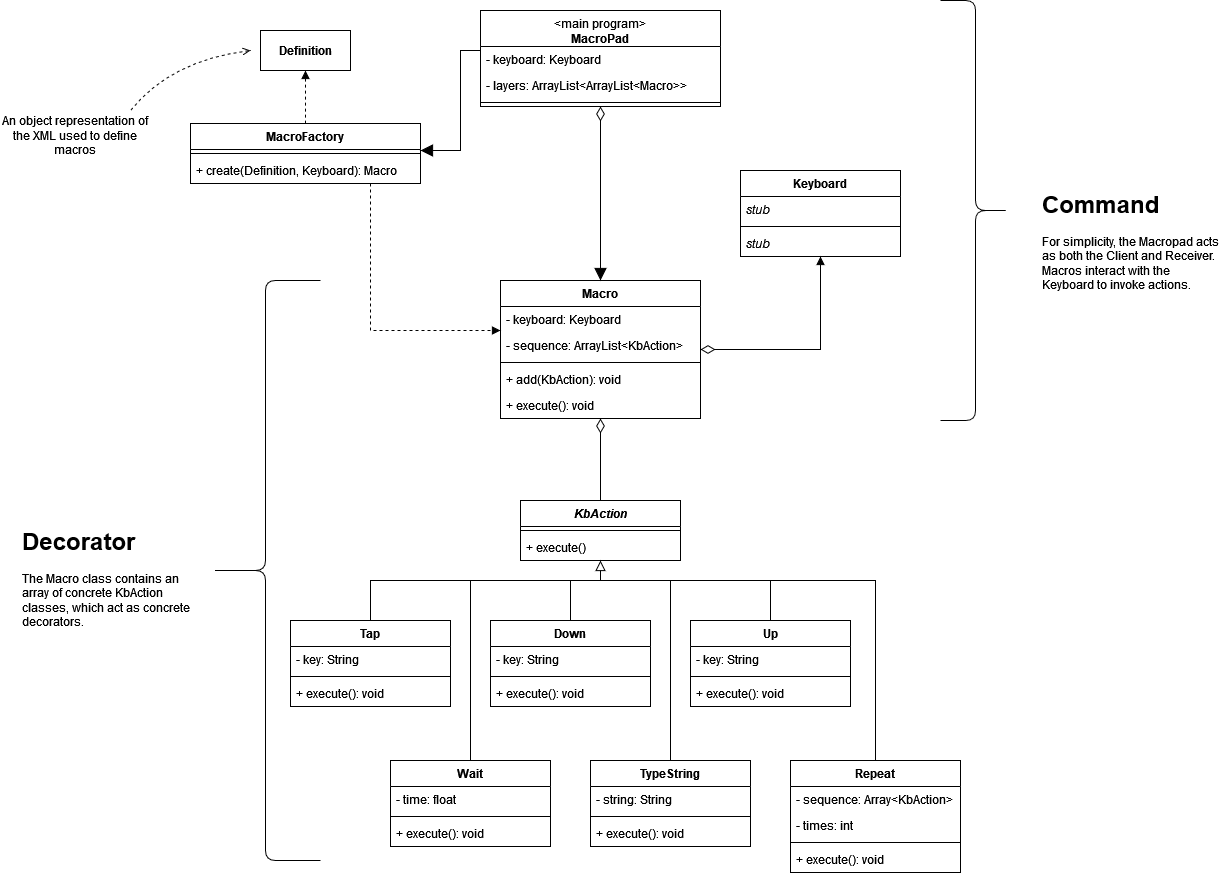 <main program>
MacroPad
- keyboard: Keyboard
- layers: ArrayList<ArrayList<Macro>>
Definition
An object representation of
the XML used to define
macros
MacroFactory
+ create(Definition, Keyboard): Macro
Keyboard
stub
stub
Command
For simplicity, the Macropad acts
as both the Client and Receiver.
Macros interact with the
Keyboard to invoke actions.
Macro
- keyboard: Keyboard
- sequence: ArrayList<KbAction>
+ add(KbAction): void
+ execute(): void
KbAction
+ execute()
Decorator
The Macro class contains an
array of concrete KbAction
classes, which act as concrete
decorators.
Tap
- key: String
+ execute(): void
Down
- key: String
+ execute(): void
Up
- key: String
+ execute(): void
Wait
- time: float
+ execute(): void
TypeString
- string: String
+ execute(): void
Repeat
- sequence: Array<KbAction>
- times: int
+ execute(): void